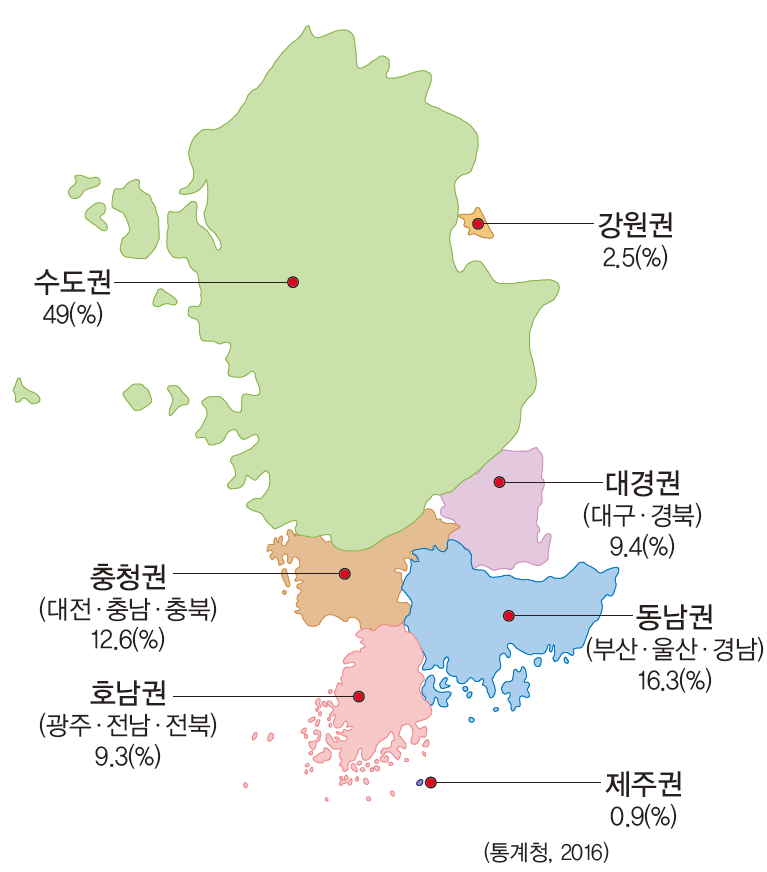 강원권
2.5(%)
수도권
49(%)
대경권
(대구·경북)
9.4(%)
충청권
(대전·충남·충북)
12.6(%)
동남권
(부산·울산·경남)
16.3(%)
호남권
(광주·전남·전북)
9.3(%)
제주권
0.9(%)
(통계청, 2016)